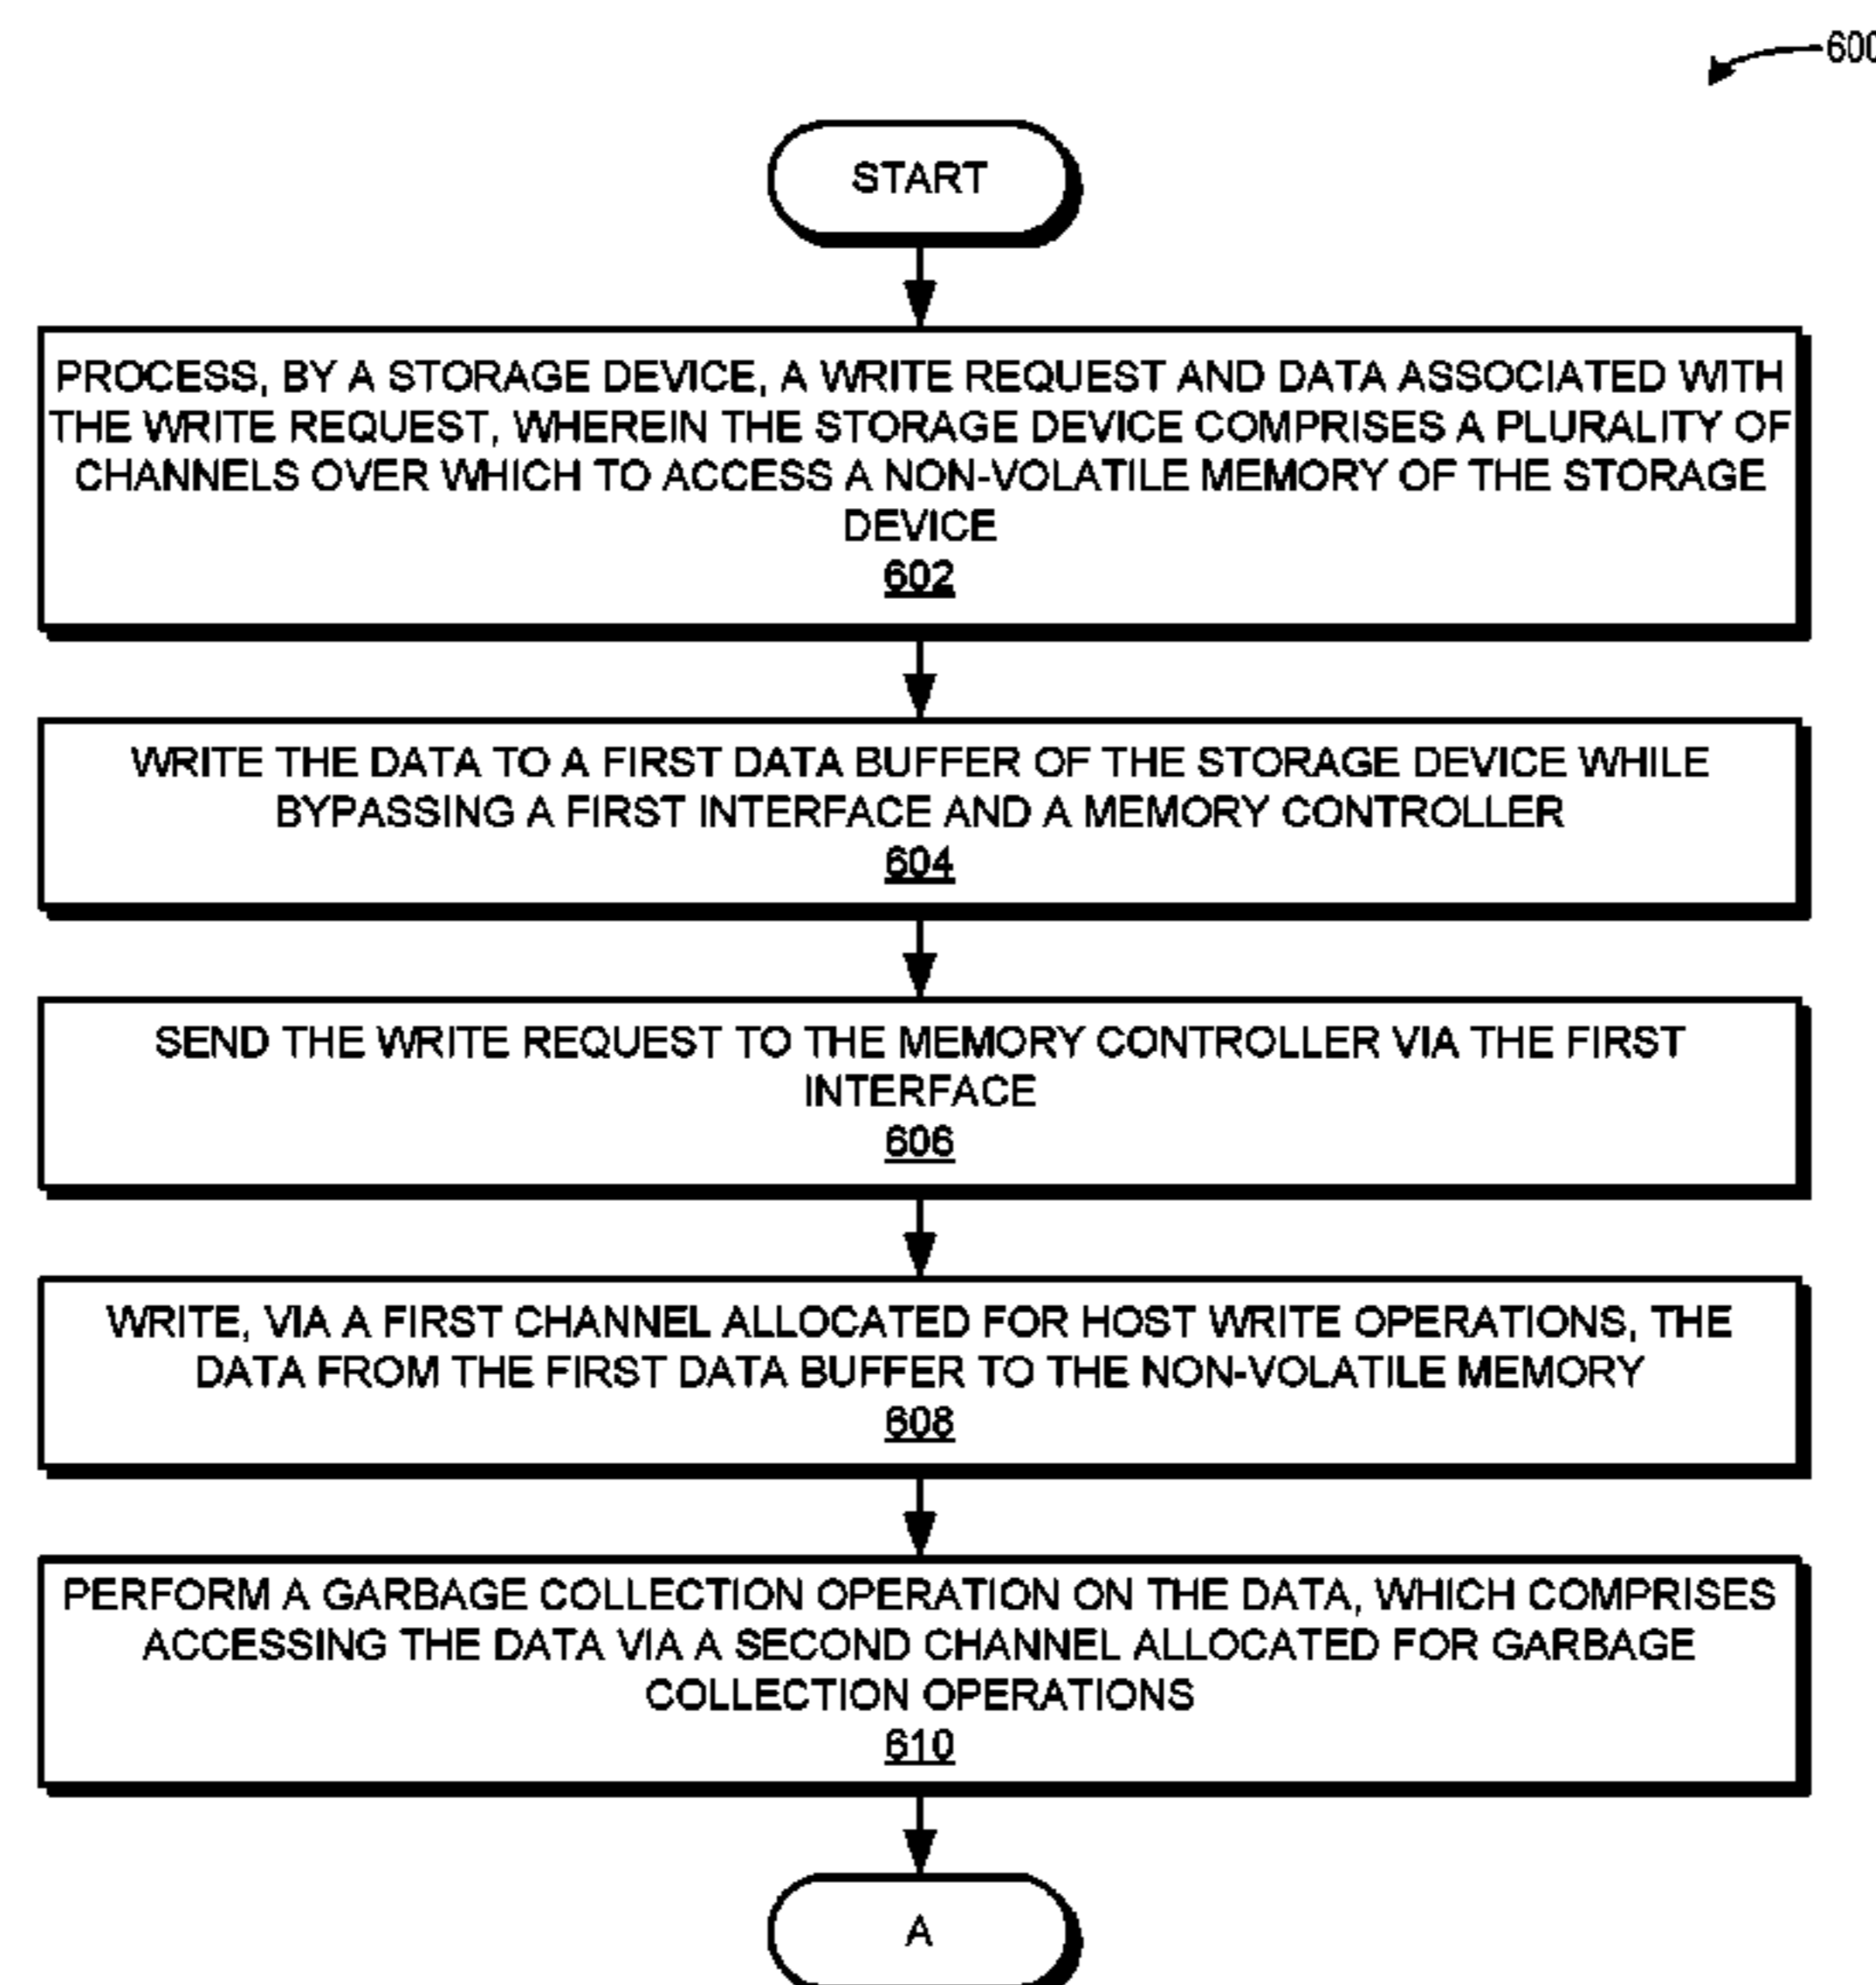 600
START
PROCESS, BY A STORAGE DEVICE, A WRITE REQUEST AND DATA ASSOCIATED WITH
THE WRITE REQUEST, WHEREIN THE STORAGE DEVICE COMPRISES A PLURALITY OF
CHANNELS OVER WHICH TO ACCESS A NON-VOLATILE MEMORY OF THE STORAGE
DEVICE
602
WRITE THE DATA TO A FIRST DATA BUFFER OF THE STORAGE DEVICE WHILE
BYPASSING A FIRST INTERFACE AND A MEMORY CONTROLLER
604
SEND THE WRITE REQUEST TO THE MEMORY CONTROLLER VIA THE FIRST
INTERFACE
606
WRITE, VIA A FIRST CHANNEL ALLOCATED FOR HOST WRITE OPERATIONS, THE
DATA FROM THE FIRST DATA BUFFER TO THE NON-VOLATILE MEMORY
608
PERFORM A GARBAGE COLLECTION OPERATION ON THE DATA, WHICH COMPRISES
ACCESSING THE DATA VIA A SECOND CHANNEL ALLOCATED FOR GARBAGE
COLLECTION OPERATIONS
610
A